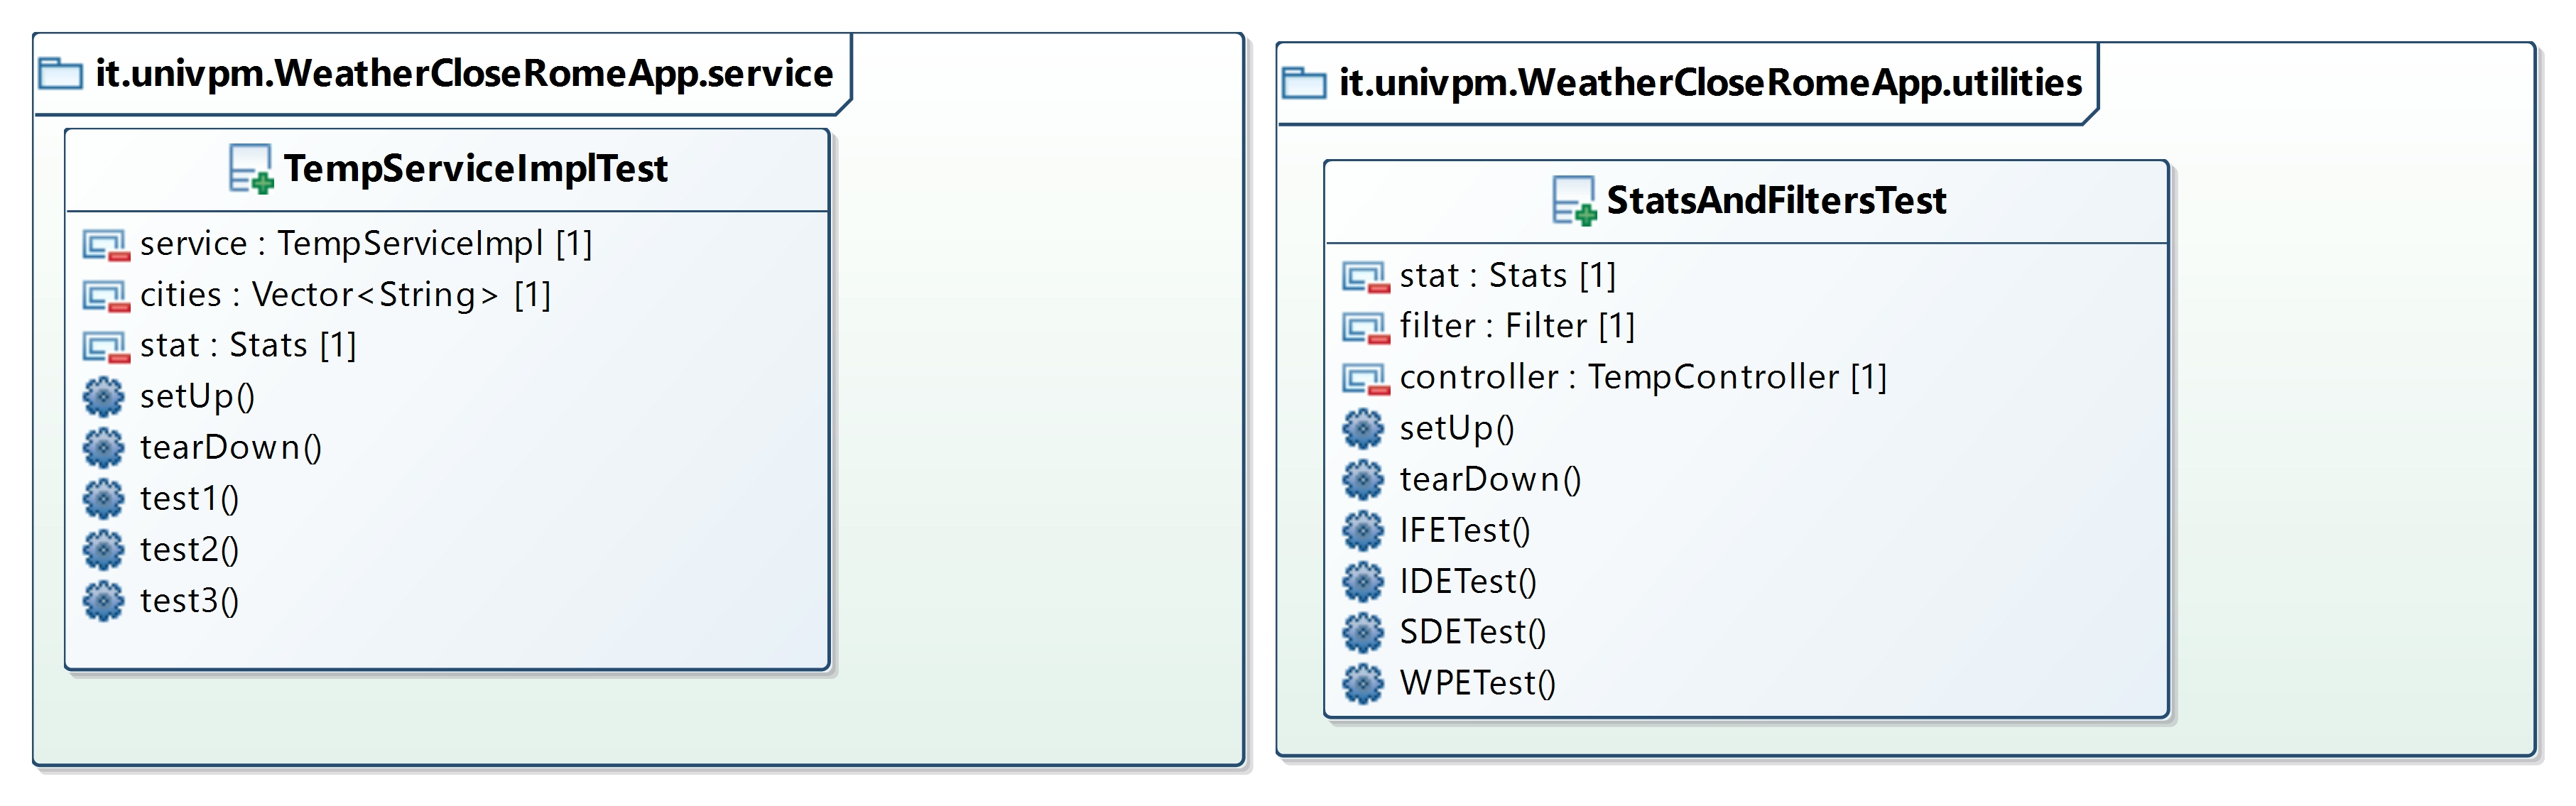 it.univpm.WeatherCloseRomeApp.service
TempServiceImplTest
service : TempServiceImpl [1]
cities : Vector<String> [1]
stat : Stats [1]
setUp()
tearDown()
test1()
test2()
test3()
it.univpm.WeatherCloseRomeApp.utilities
StatsAndFiltersTest
stat : Stats [1]
filter : Filter [1]
controller : TempController [1]
setUp()
tearDown()
IFETest()
IDETest()
SDETest()
WPETest()